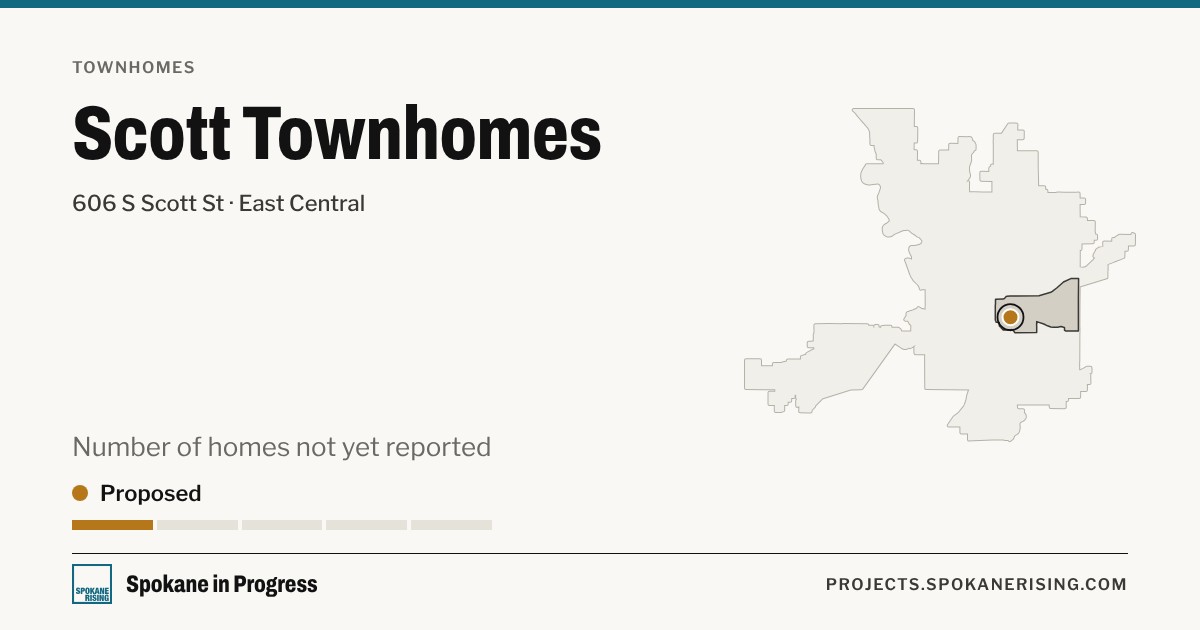 TOWNHOMES
Scott Townhomes
606 S Scott St · East Central
Number of homes not yet reported
Proposed
SPOKANE
RISING
Spokane in Progress
PROJECTS.SPOKANERISING.COM